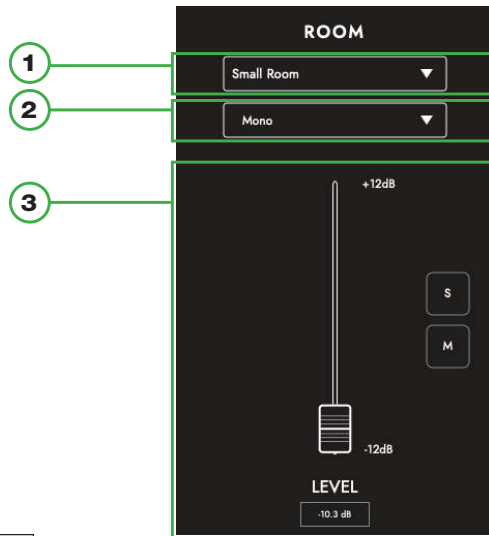 ROOM
1
Small Room
2
Mono
3
+12dB
S
M
-12dB
LEVEL
-10.3 dB